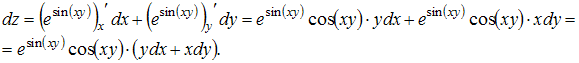 dz = (e^{sin(xy)})'_x dx + (e^{sin(xy)})'_y dy = e^{sin(xy)} cos(xy) · ydx + e^{sin(xy)} cos(xy) · xdy =
= e^{sin(xy)} cos(xy) · (ydx + xdy).